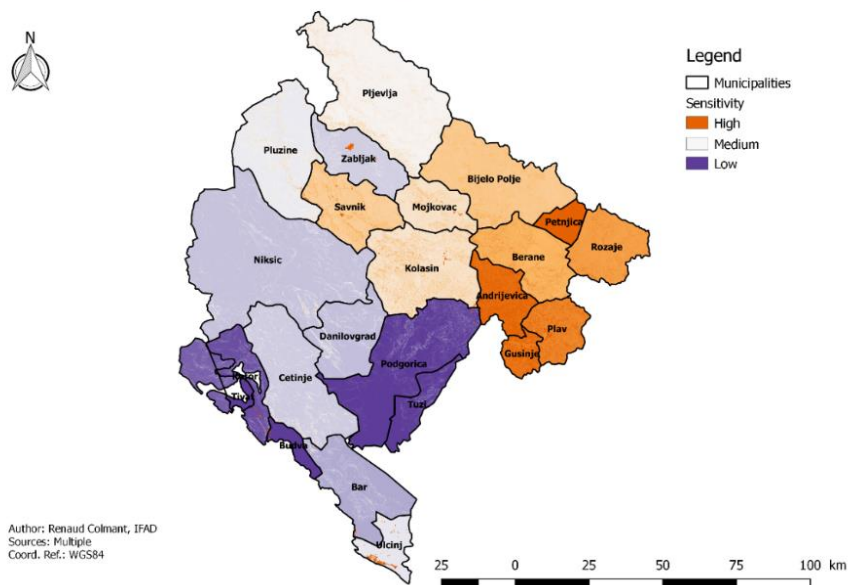 N
Legend
Municipalities
Sensitivity
High
Medium
Low
Pljevlja
Pluzine
Zabljak
Bijelo Polje
Savnik
Mojkovac
Petnjica
Rozaje
Niksic
Kolasin
Berane
Andrijevica
Plav
Danilovgrad
Podgorica
Gusinje
Cetinje
Kotor
Tivat
Tuzi
Budva
Bar
Ulcinj
Author: Renaud Colmant, IFAD
Sources: Multiple
Coord. Ref.: WGS84
25 0 25 50 75 100 km